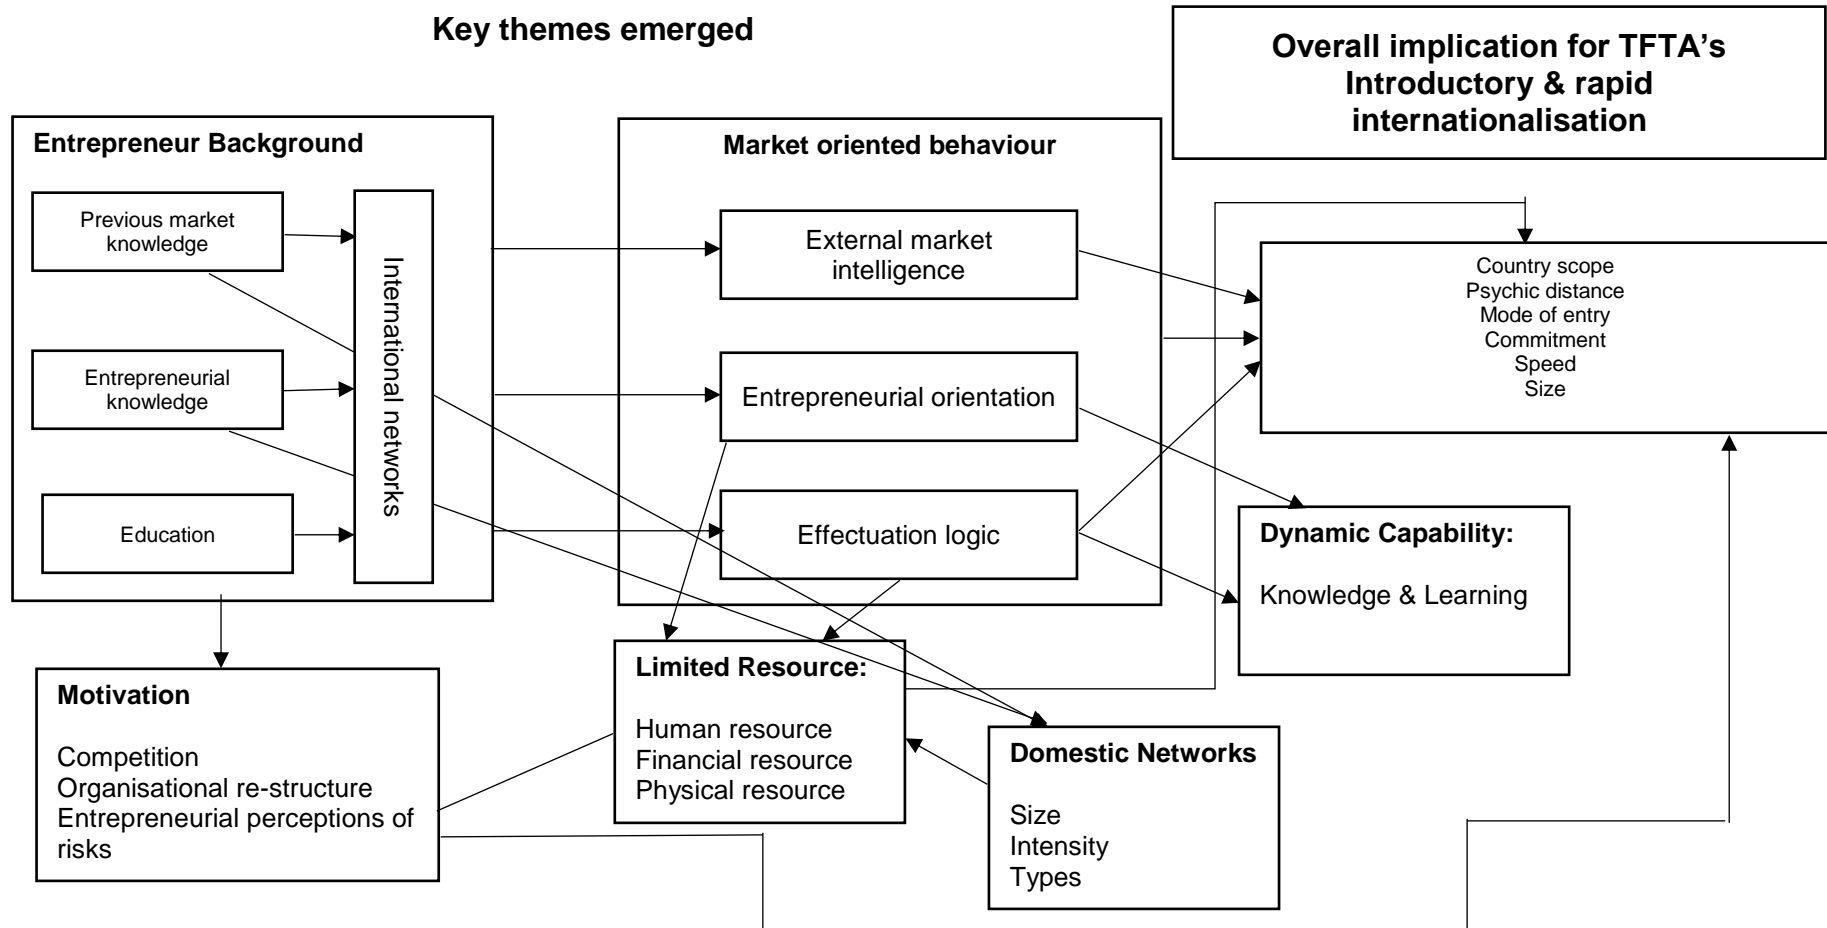 Key themes emerged
Overall implication for TFTA's
Introductory & rapid
internationalisation
Entrepreneur Background
Previous market
knowledge
Entrepreneurial
knowledge
Education
International networks
Market oriented behaviour
External market
intelligence
Entrepreneurial orientation
Effectuation logic
Country scope
Psychic distance
Mode of entry
Commitment
Speed
Size
Dynamic Capability:
Knowledge & Learning
Motivation
Competition
Organisational re-structure
Entrepreneurial perceptions of
risks
Limited Resource:
Human resource
Financial resource
Physical resource
Domestic Networks
Size
Intensity
Types